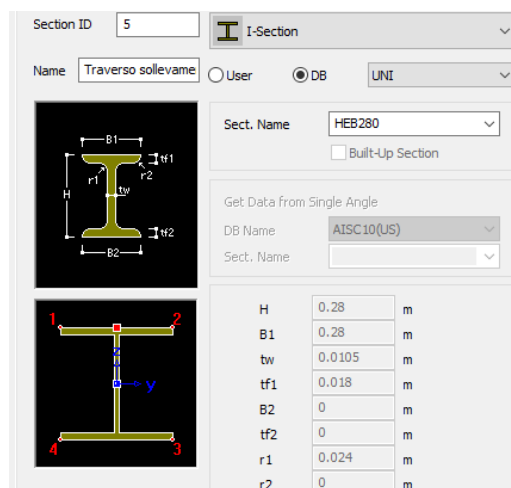 Section ID 5 I-Section
Name Traverso sollevame User DB UNI
Sect. Name HEB280
Built-Up Section
Get Data from Single Angle
DB Name AISC10(US)
Sect. Name
B1
tf1
r1 r2
H tw
tf2
B2
1 2
z
y
4 3
H 0.28 m
B1 0.28 m
tw 0.0105 m
tf1 0.018 m
B2 0 m
tf2 0 m
r1 0.024 m
r2 0 m